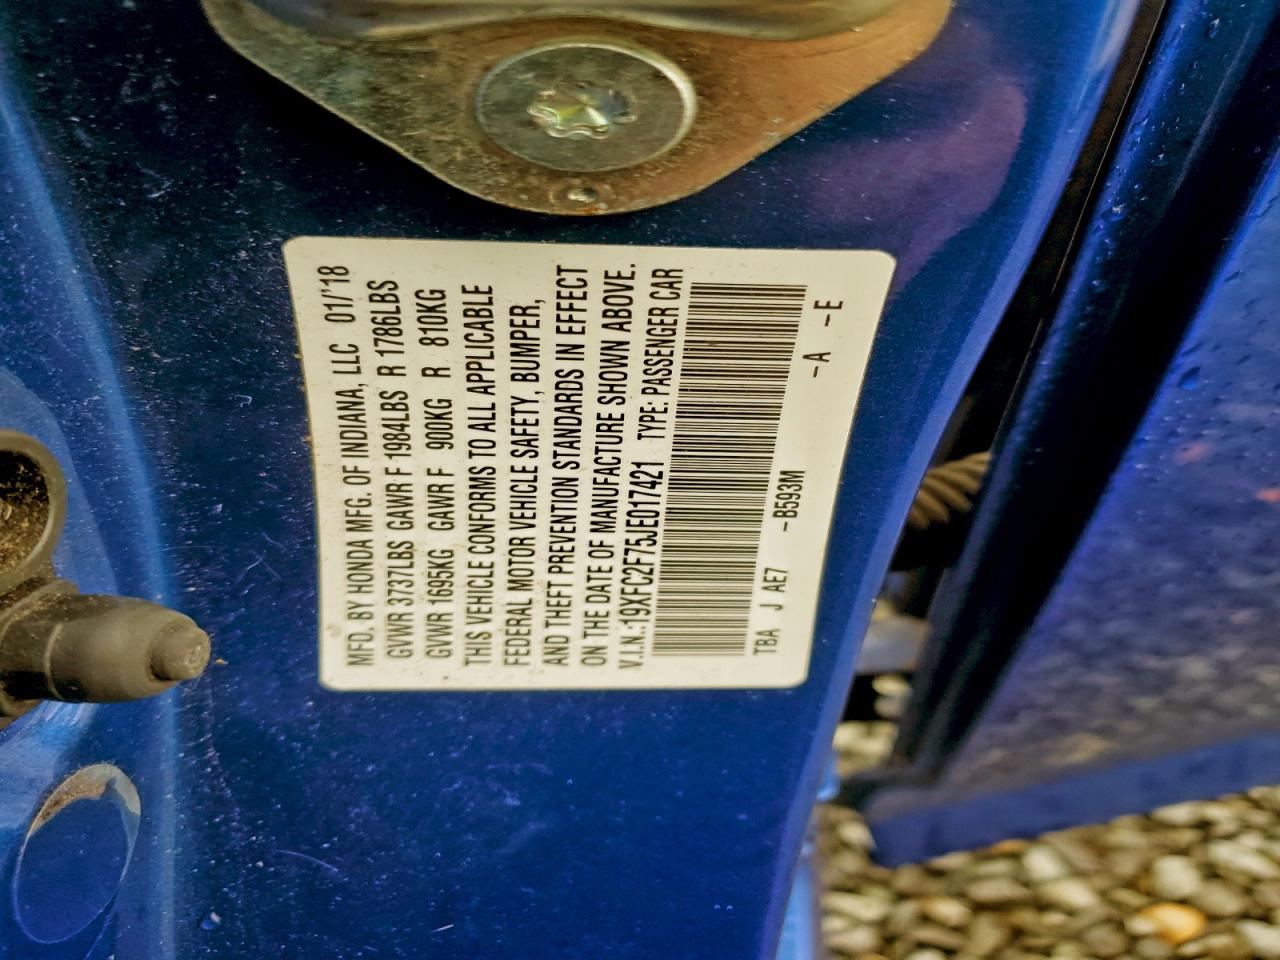 MFD. BY HONDA MFG. OF INDIANA, LLC 01/'18
GVWR 3737LBS GAWR F 1984LBS R 1786LBS
GVWR 1695KG GAWR F 900KG R 810KG
THIS VEHICLE CONFORMS TO ALL APPLICABLE
FEDERAL MOTOR VEHICLE SAFETY, BUMPER,
AND THEFT PREVENTION STANDARDS IN EFFECT
ON THE DATE OF MANUFACTURE SHOWN ABOVE.
V.I.N.:19XFC2F75JE017421 TYPE: PASSENGER CAR
TBA J AE7 -B593M -A -E